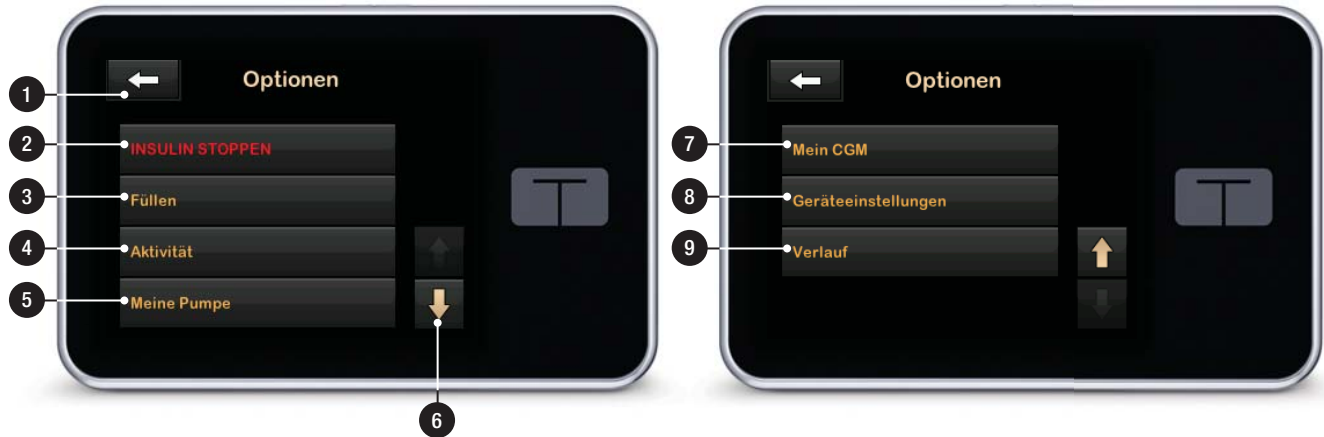 Optionen
1
2 INSULIN STOPPEN
3 Füllen
4 Aktivität
5 Meine Pumpe
6
Optionen
7 Mein CGM
8 Geräteeinstellungen
9 Verlauf